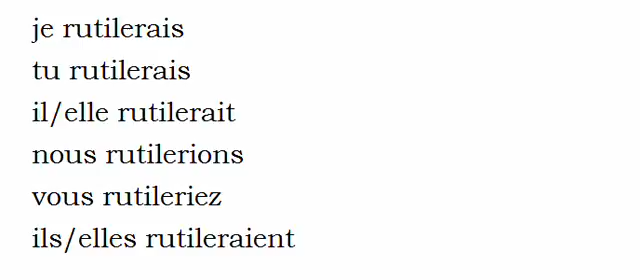 je rutilerais
tu rutilerais
il/elle rutilerait
nous rutilerions
vous rutileriez
ils/elles rutileraient